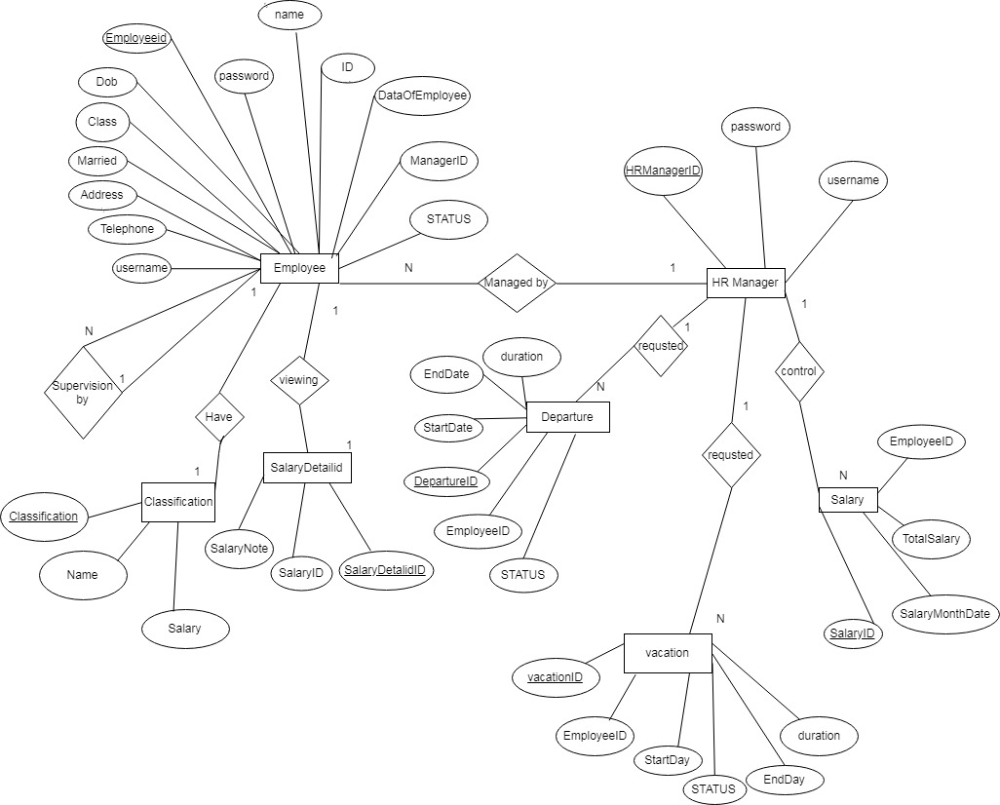 name
Employeeid
ID
password
Dob
DataOfEmployee
Class
password
Married
ManagerID
HRManagerID
username
Address
STATUS
Telephone
username
Employee
N
Managed by
1
HR Manager
1
1
1
N
requsted
1
duration
EndDate
control
Supervision
by
1
viewing
N
1
Have
StartDate
Departure
EmployeeID
1
requsted
SalaryDetailid
1
N
DepartureID
Classification
Salary
Classification
EmployeeID
TotalSalary
SalaryNote
SalaryID
SalaryDetalidID
STATUS
Name
SalaryMonthDate
N
Salary
SalaryID
vacation
vacationID
EmployeeID
duration
StartDay
EndDay
STATUS